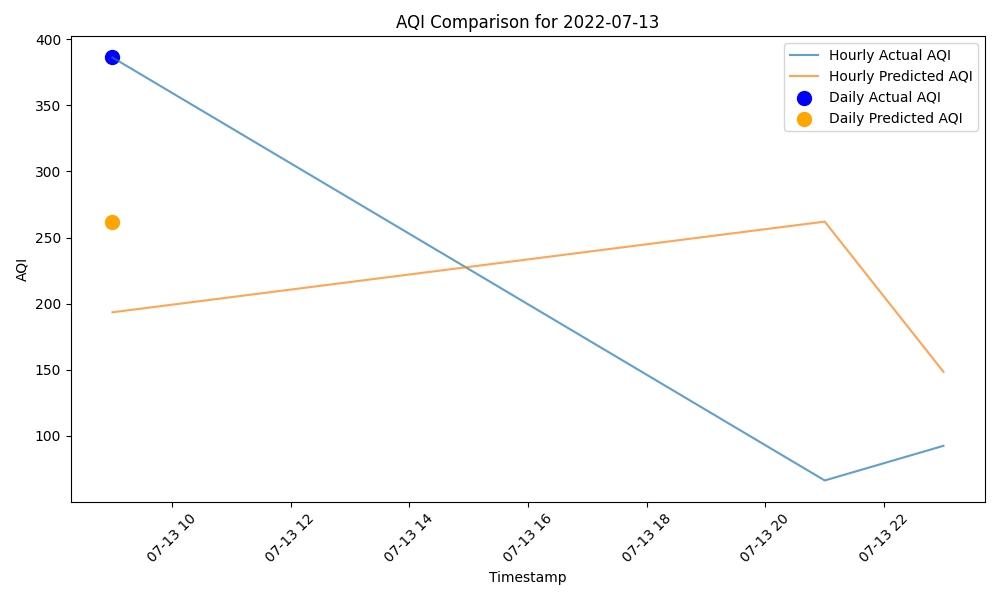 AQI Comparison for 2022-07-13
Hourly Actual AQI
Hourly Predicted AQI
Daily Actual AQI
Daily Predicted AQI
AQI
400
350
300
250
200
150
100
07-13 10
07-13 12
07-13 14
07-13 16
07-13 18
07-13 20
07-13 22
Timestamp